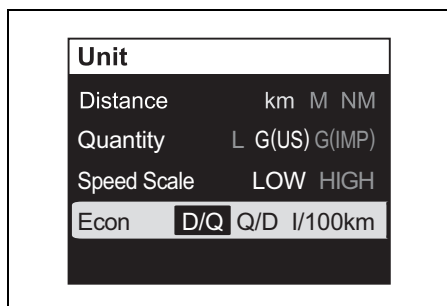 Unit
Distance km M NM
Quantity L G(US) G(IMP)
Speed Scale LOW HIGH
Econ D/Q Q/D l/100km